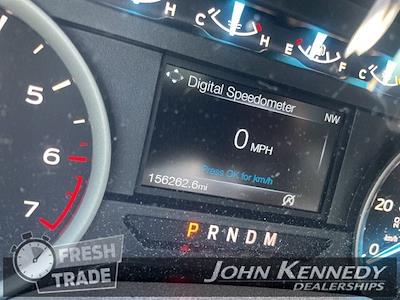 C H E F C
Digital Speedometer
NW
0 MPH
Press OK for km/h
156262.6mi
5
6
7
P R N D M
20
0
FRESH
TRADE
JOHN KENNEDY
DEALERSHIPS